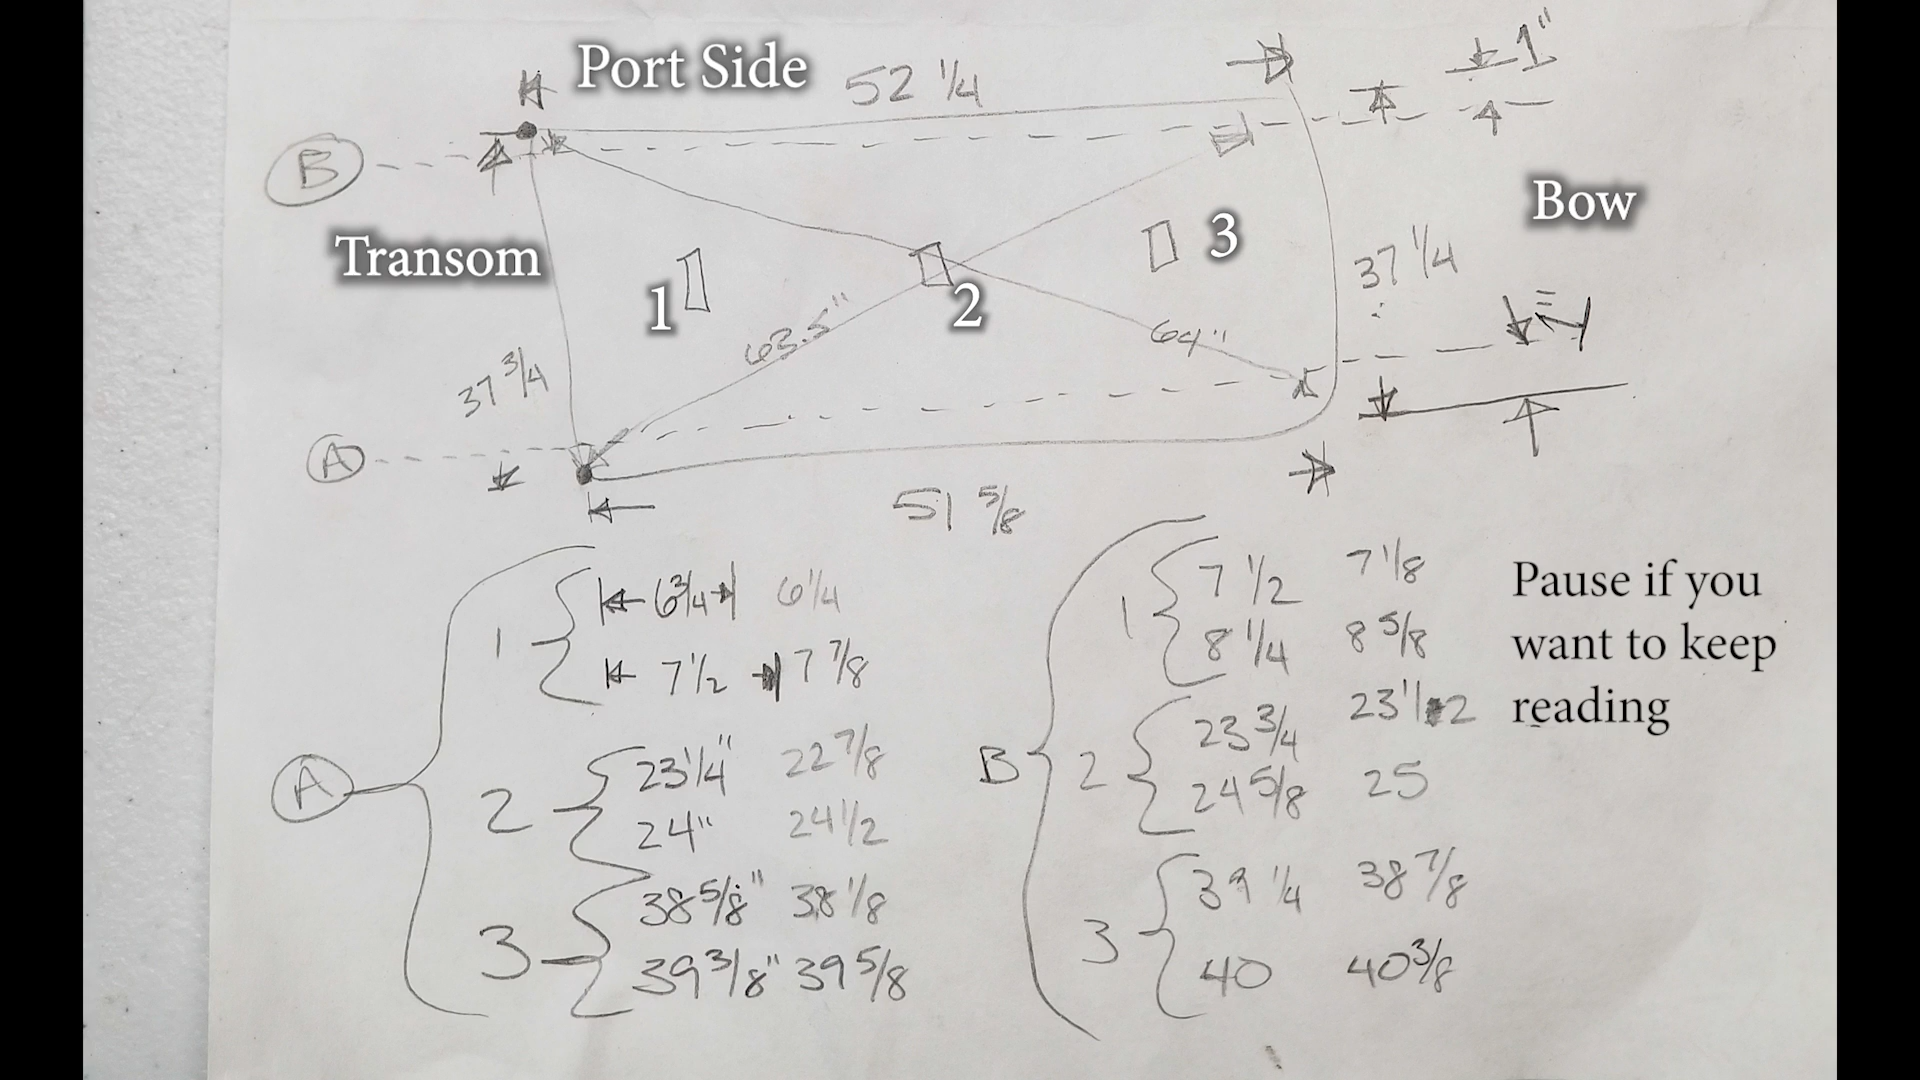 Port Side
52 1/4
1"
B
Transom
Bow
1
2
3
37 1/4
63.5"
64"
37 3/4
1"
A
51 5/8
A
1
6 3/4 6 1/4
7 1/2 7 7/8
2
23 1/4" 22 7/8
24" 24 1/2
3
38 5/8" 38 1/8
39 3/8" 39 5/8
B
1
7 1/2 7 1/8
8 1/4 8 5/8
2
23 3/4 23 1/2
24 5/8 25
3
39 1/4 38 7/8
40 40 3/8
Pause if you
want to keep
reading